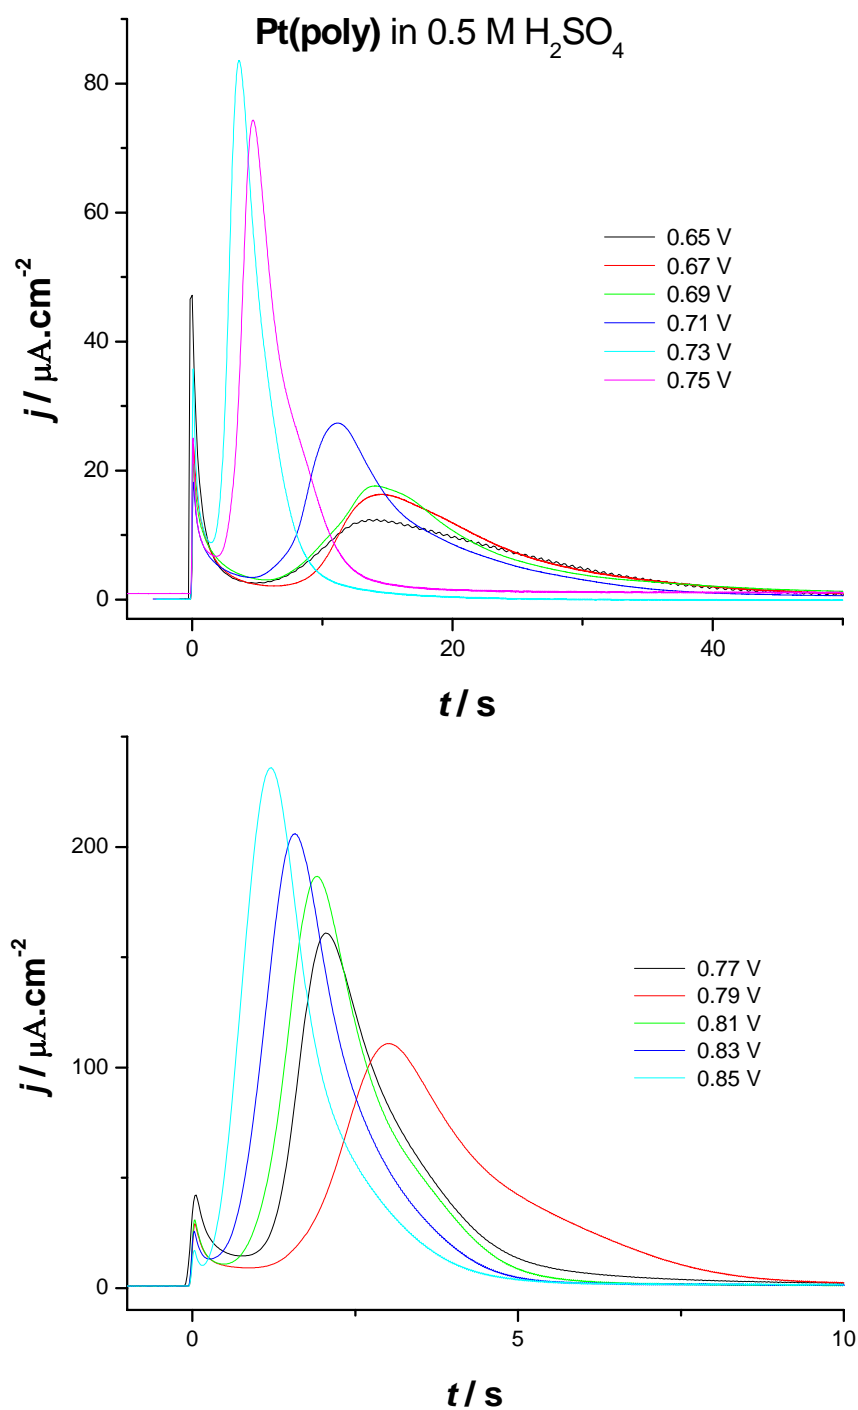 Pt(poly) in 0.5 M H₂SO₄
80
60
40
20
0
j / μA.cm⁻²
0.65 V
0.67 V
0.69 V
0.71 V
0.73 V
0.75 V
0 20 40
t / s
200
100
0
j / μA.cm⁻²
0.77 V
0.79 V
0.81 V
0.83 V
0.85 V
0 5 10
t / s